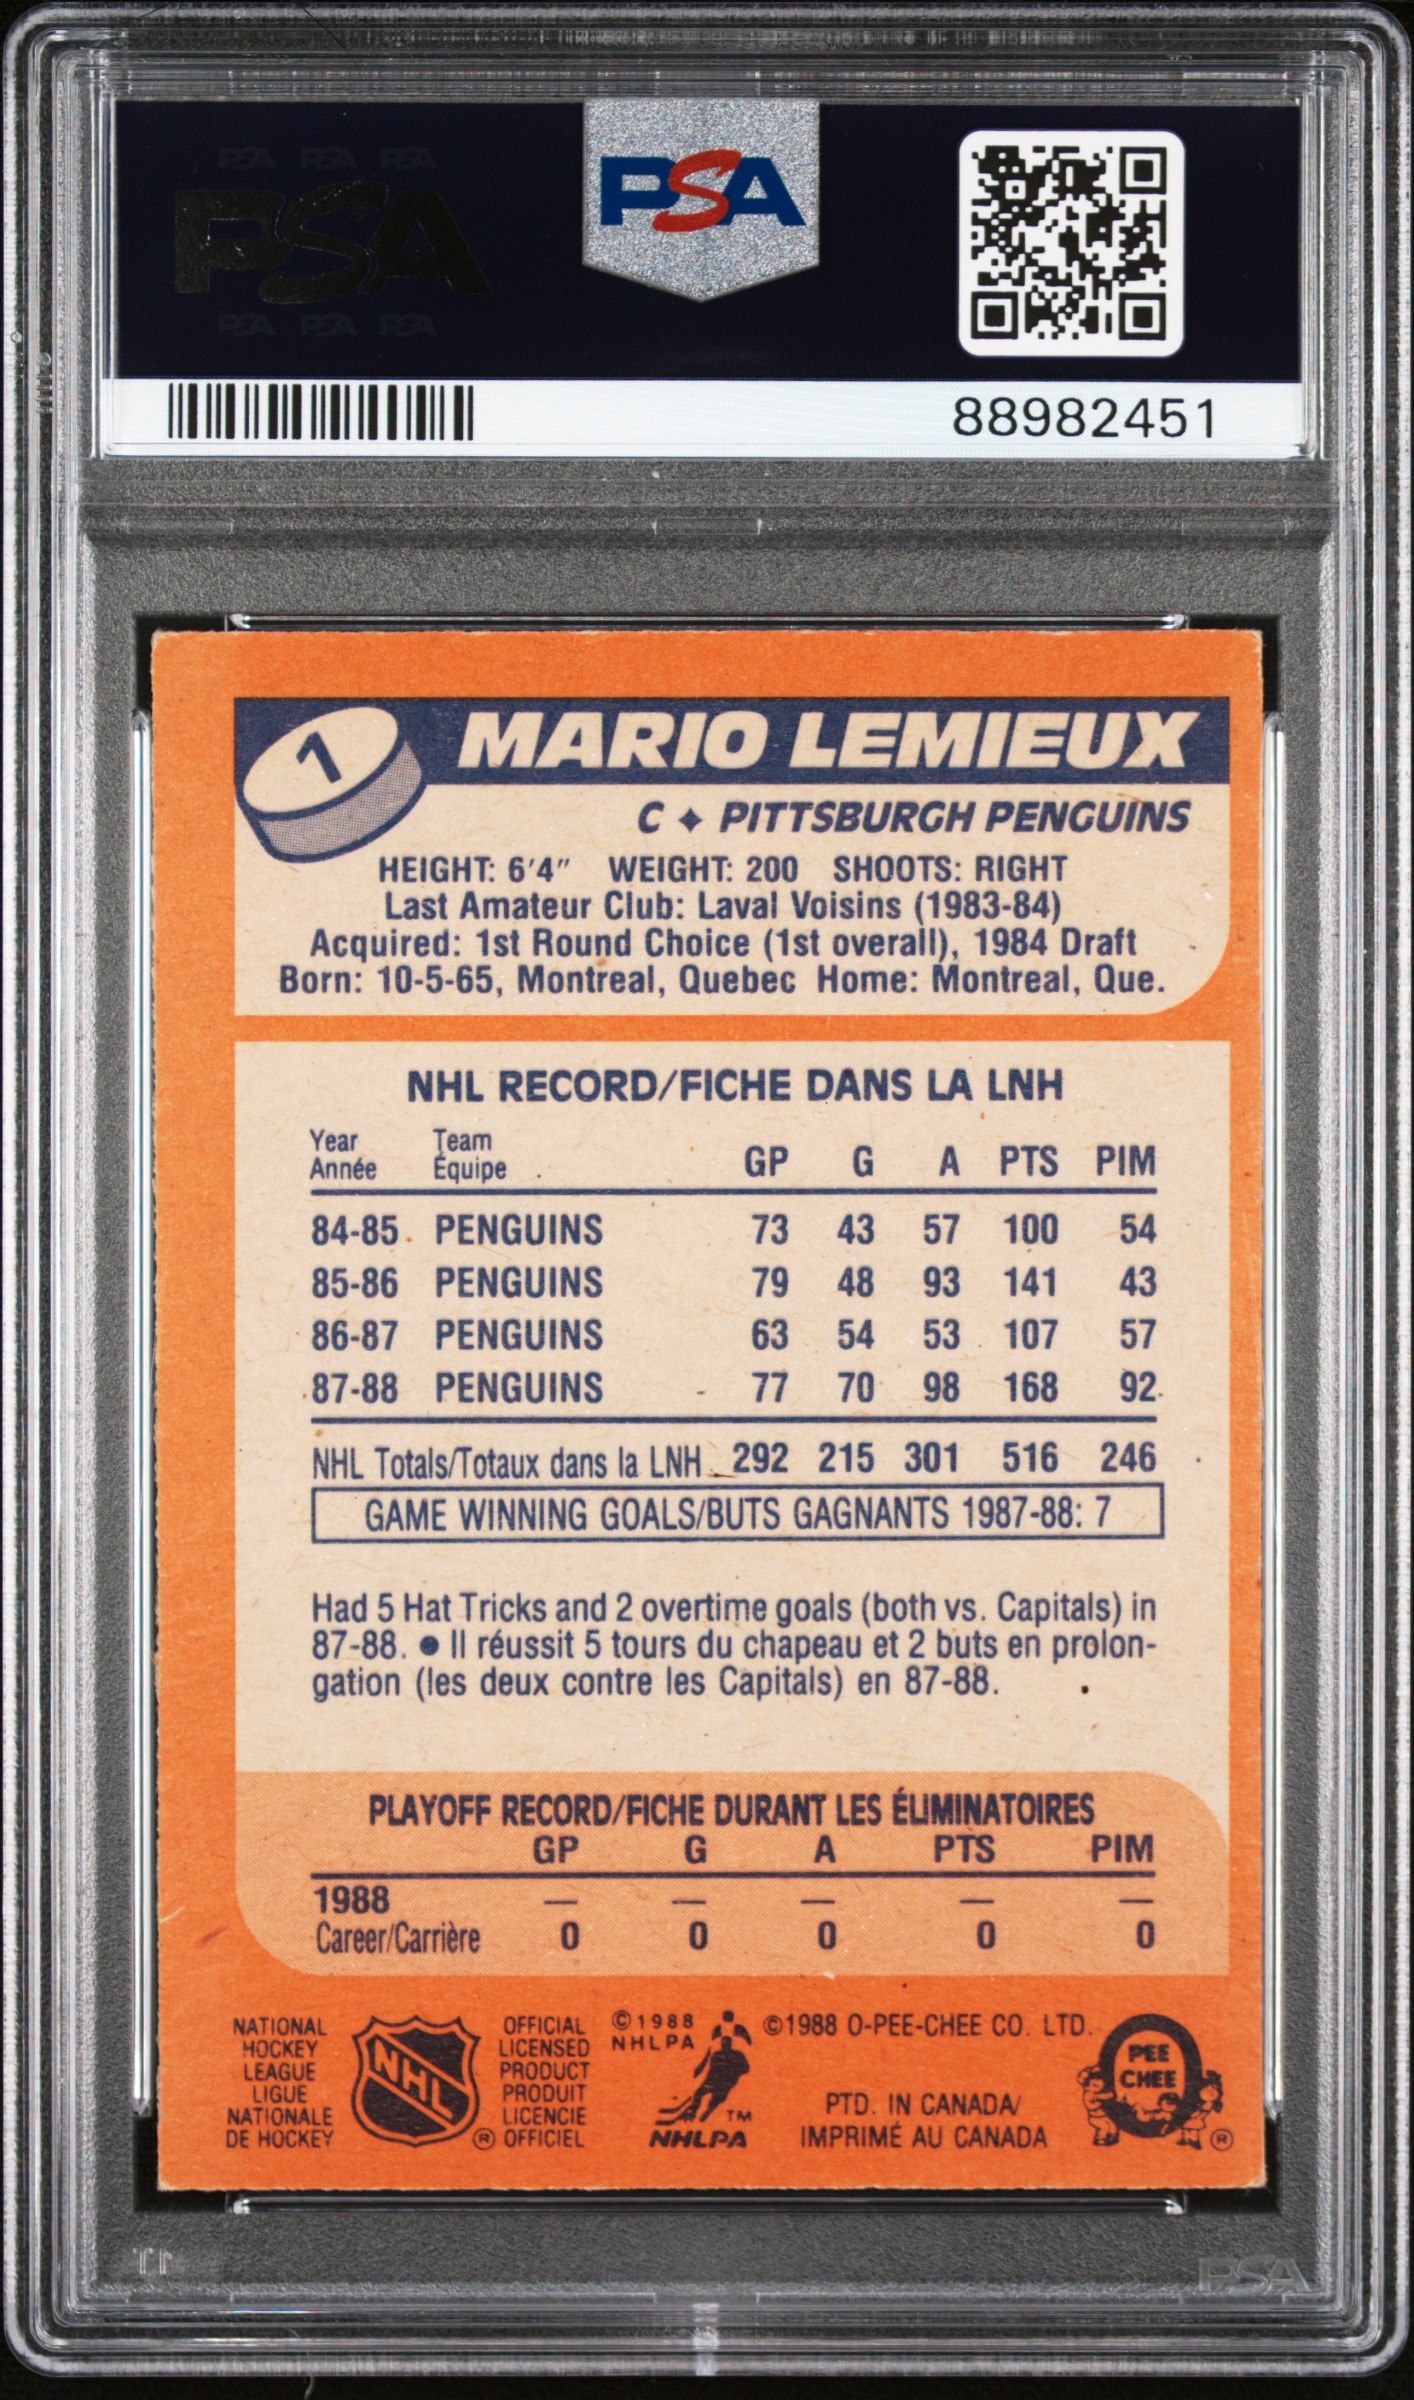 PSA PSA PSA
PSA
PSA PSA PSA
PSA
88982451
1 MARIO LEMIEUX
C ♦ PITTSBURGH PENGUINS
HEIGHT: 6'4" WEIGHT: 200 SHOOTS: RIGHT
Last Amateur Club: Laval Voisins (1983-84)
Acquired: 1st Round Choice (1st overall), 1984 Draft
Born: 10-5-65, Montreal, Quebec Home: Montreal, Que.
NHL RECORD/FICHE DANS LA LNH
Year Team
Année Équipe GP G A PTS PIM
84-85 PENGUINS 73 43 57 100 54
85-86 PENGUINS 79 48 93 141 43
86-87 PENGUINS 63 54 53 107 57
87-88 PENGUINS 77 70 98 168 92
NHL Totals/Totaux dans la LNH 292 215 301 516 246
GAME WINNING GOALS/BUTS GAGNANTS 1987-88: 7
Had 5 Hat Tricks and 2 overtime goals (both vs. Capitals) in
87-88. ● Il réussit 5 tours du chapeau et 2 buts en prolon-
gation (les deux contre les Capitals) en 87-88.
PLAYOFF RECORD/FICHE DURANT LES ÉLIMINATOIRES
GP G A PTS PIM
1988 — — — — —
Career/Carrière 0 0 0 0 0
NATIONAL
HOCKEY
LEAGUE
LIGUE
NATIONALE
DE HOCKEY
NHL
®
OFFICIAL
LICENSED
PRODUCT
PRODUIT
LICENCIE
OFFICIEL
©1988
NHLPA
TM
NHLPA
©1988 O-PEE-CHEE CO. LTD.
PTD. IN CANADA/
IMPRIMÉ AU CANADA
PEE
CHEE
®
PSA